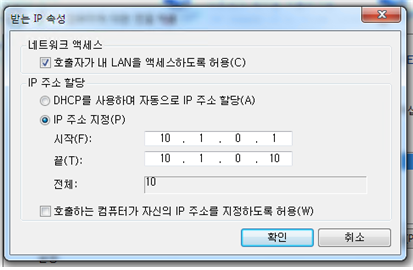 받는 IP 속성
네트워크 액세스
호출자가 내 LAN을 액세스하도록 허용(C)
IP 주소 할당
DHCP를 사용하여 자동으로 IP 주소 할당(A)
IP 주소 지정(P)
시작(F): 10 . 1 . 0 . 1
끝(T): 10 . 1 . 0 . 10
전체: 10
호출하는 컴퓨터가 자신의 IP 주소를 지정하도록 허용(W)
확인 취소